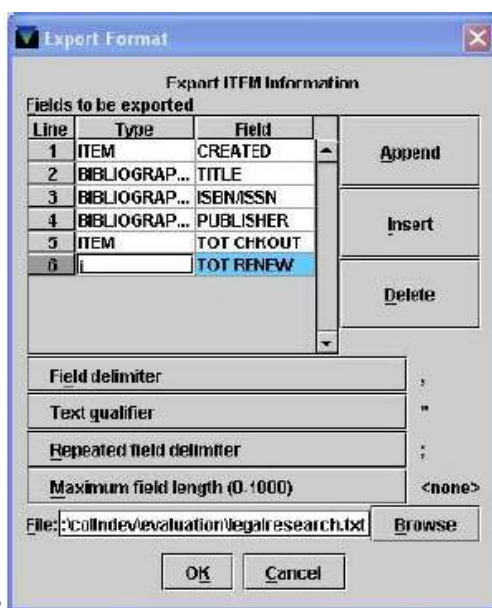 Export Format
Export ITEM Information
Fields to be exported
Line Type Field
1 ITEM CREATED
2 BIBLIOGRAP... TITLE
3 BIBLIOGRAP... ISBN/ISSN
4 BIBLIOGRAP... PUBLISHER
5 ITEM TOT CHKOUT
6 i TOT RENEW
Append
Insert
Delete
Field delimiter ,
Text qualifier "
Repeated field delimiter ;
Maximum field length (0-1000) <none>
File: :\colldev\evaluation\legalresearch.txt Browse
OK Cancel